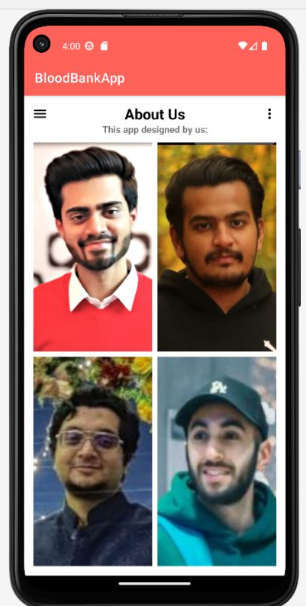 4:00
BloodBankApp
About Us
This app designed by us: